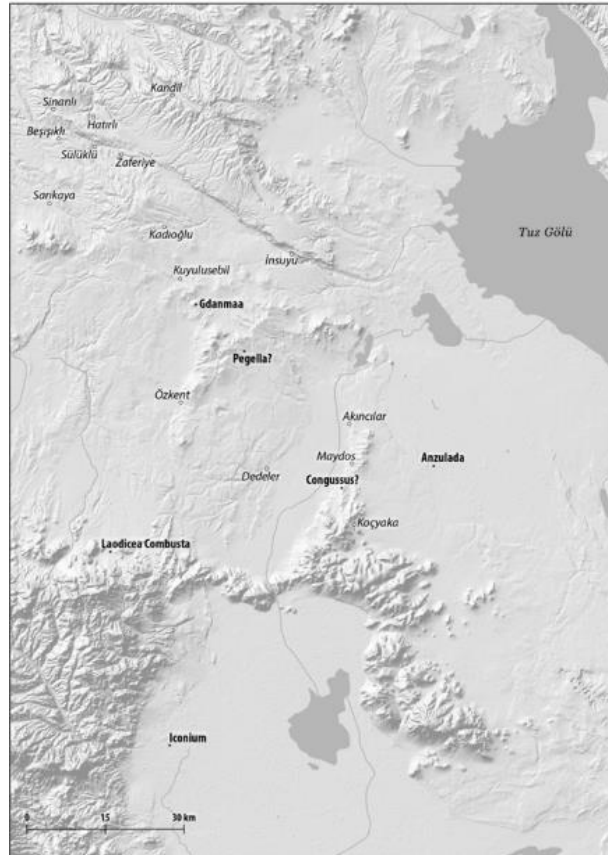 Kandil
Sinanlı
Hatırlı
Beşışıklı
Sülüklü
Zaferiye
Sarıkaya
Tuz Gölü
Kadıoğlu
İnsuyu
Kuyulusebil
Gdanmaa
Pegella?
Özkent
Akıncılar
Maydos
Anzulada
Dedeler
Congussus?
Koçyaka
Laodicea Combusta
Iconium
0 15 30 km